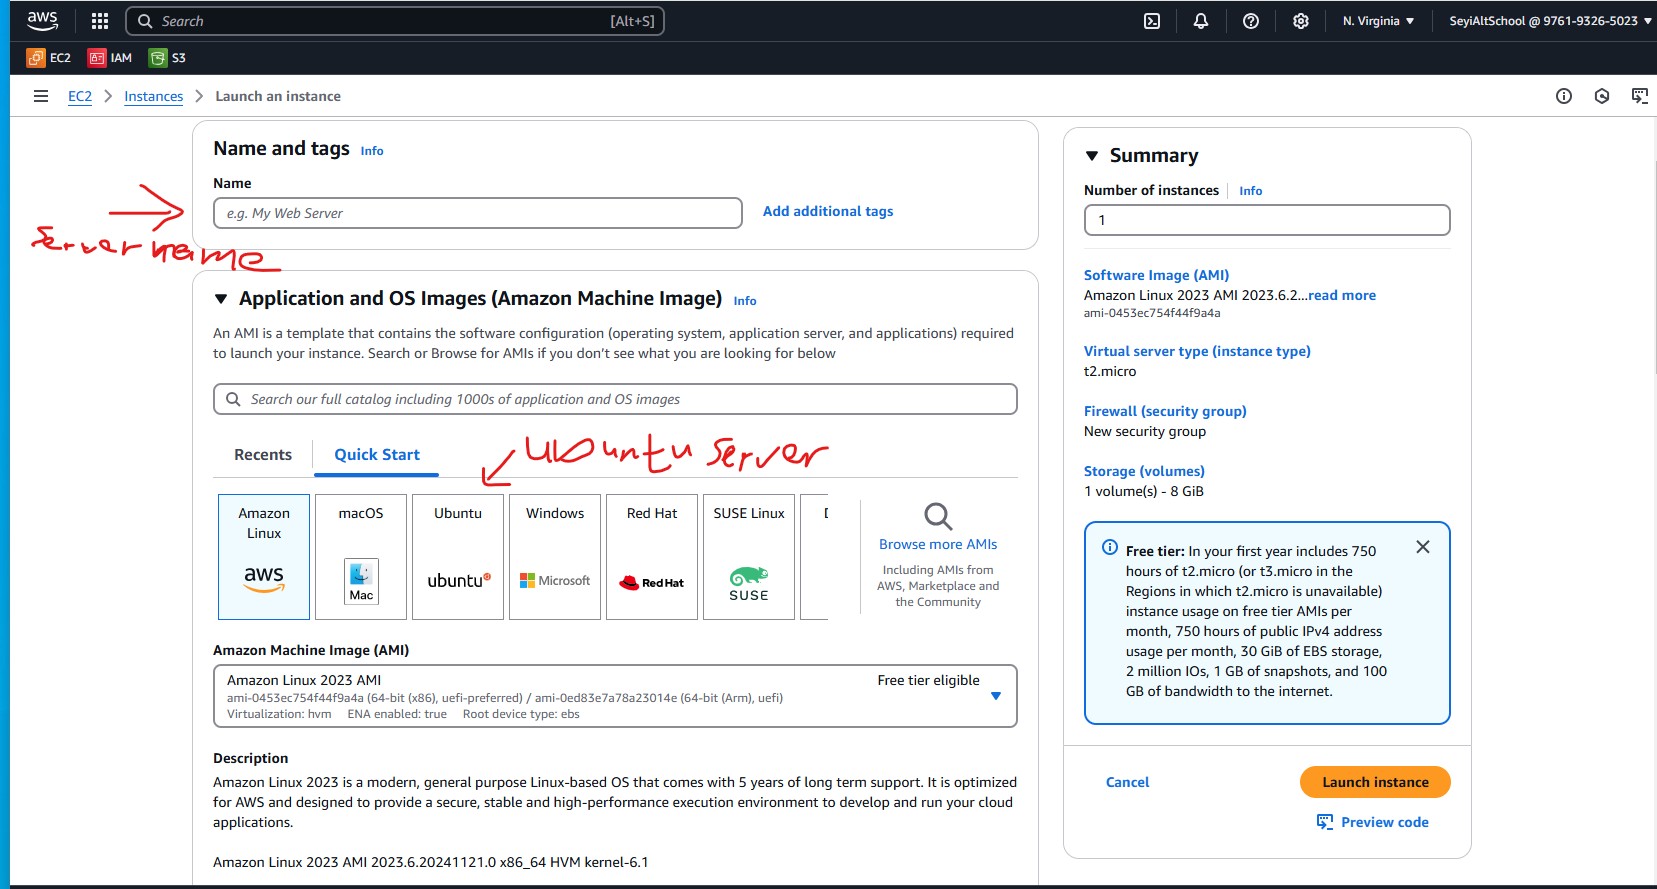 aws
Search [Alt+S]
N. Virginia
SeyiAltSchool @ 9761-9326-5023
EC2 IAM S3
EC2 Instances Launch an instance
Name and tags Info
Name
e.g. My Web Server
Add additional tags
Server name
Application and OS Images (Amazon Machine Image) Info
An AMI is a template that contains the software configuration (operating system, application server, and applications) required
to launch your instance. Search or Browse for AMIs if you don't see what you are looking for below
Search our full catalog including 1000s of application and OS images
Recents Quick Start
Ubuntu Server
Amazon
Linux
aws
macOS
Mac
Ubuntu
ubuntu
Windows
Microsoft
Red Hat
Red Hat
SUSE Linux
SUSE
Browse more AMIs
Including AMIs from
AWS, Marketplace and
the Community
Amazon Machine Image (AMI)
Amazon Linux 2023 AMI Free tier eligible
ami-0453ec754f44f9a4a (64-bit (x86), uefi-preferred) / ami-0ed83e7a78a23014e (64-bit (Arm), uefi)
Virtualization: hvm ENA enabled: true Root device type: ebs
Description
Amazon Linux 2023 is a modern, general purpose Linux-based OS that comes with 5 years of long term support. It is optimized
for AWS and designed to provide a secure, stable and high-performance execution environment to develop and run your cloud
applications.
Amazon Linux 2023 AMI 2023.6.20241121.0 x86_64 HVM kernel-6.1
Summary
Number of instances Info
1
Software Image (AMI)
Amazon Linux 2023 AMI 2023.6.2...read more
ami-0453ec754f44f9a4a
Virtual server type (instance type)
t2.micro
Firewall (security group)
New security group
Storage (volumes)
1 volume(s) - 8 GiB
Free tier: In your first year includes 750
hours of t2.micro (or t3.micro in the
Regions in which t2.micro is unavailable)
instance usage on free tier AMIs per
month, 750 hours of public IPv4 address
usage per month, 30 GiB of EBS storage,
2 million IOs, 1 GB of snapshots, and 100
GB of bandwidth to the internet.
Cancel Launch instance
Preview code